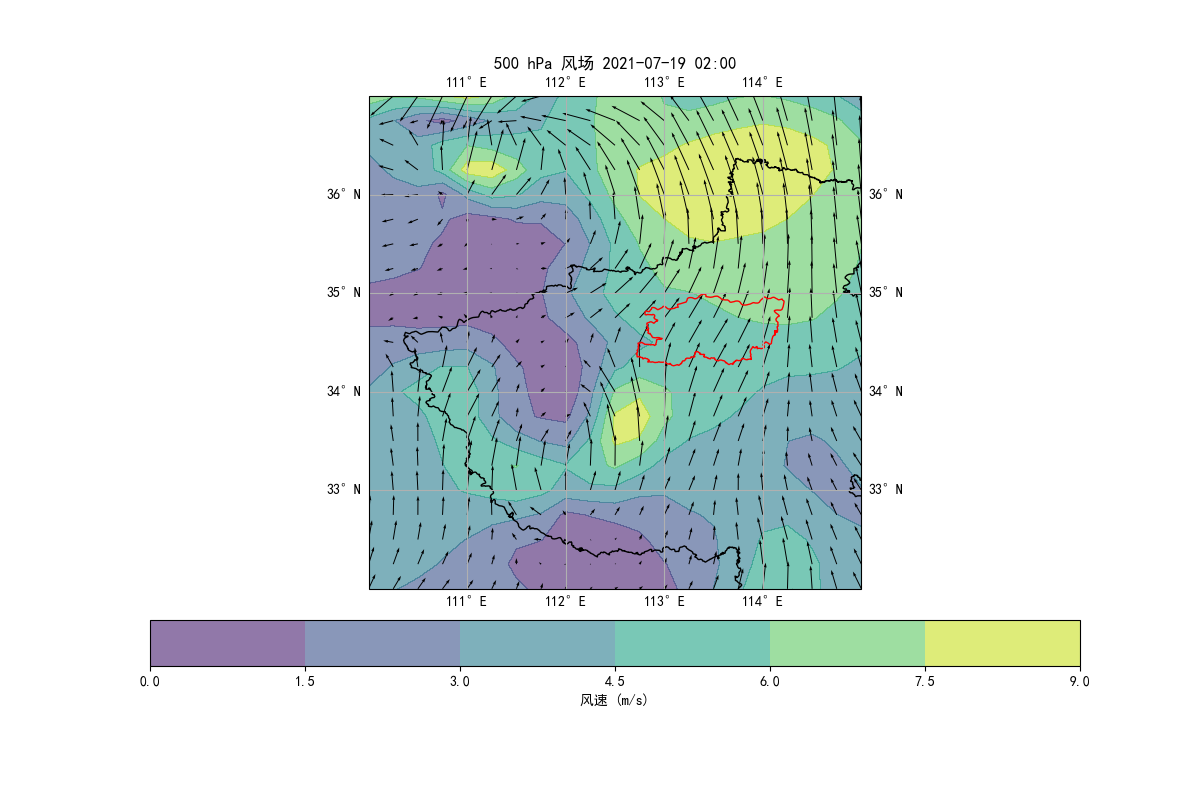 500 hPa 风场 2021-07-19 02:00
111° E 112° E 113° E 114° E
36° N 36° N
35° N 35° N
34° N 34° N
33° N 33° N
111° E 112° E 113° E 114° E
0.0 1.5 3.0 4.5 6.0 7.5 9.0
风速 (m/s)